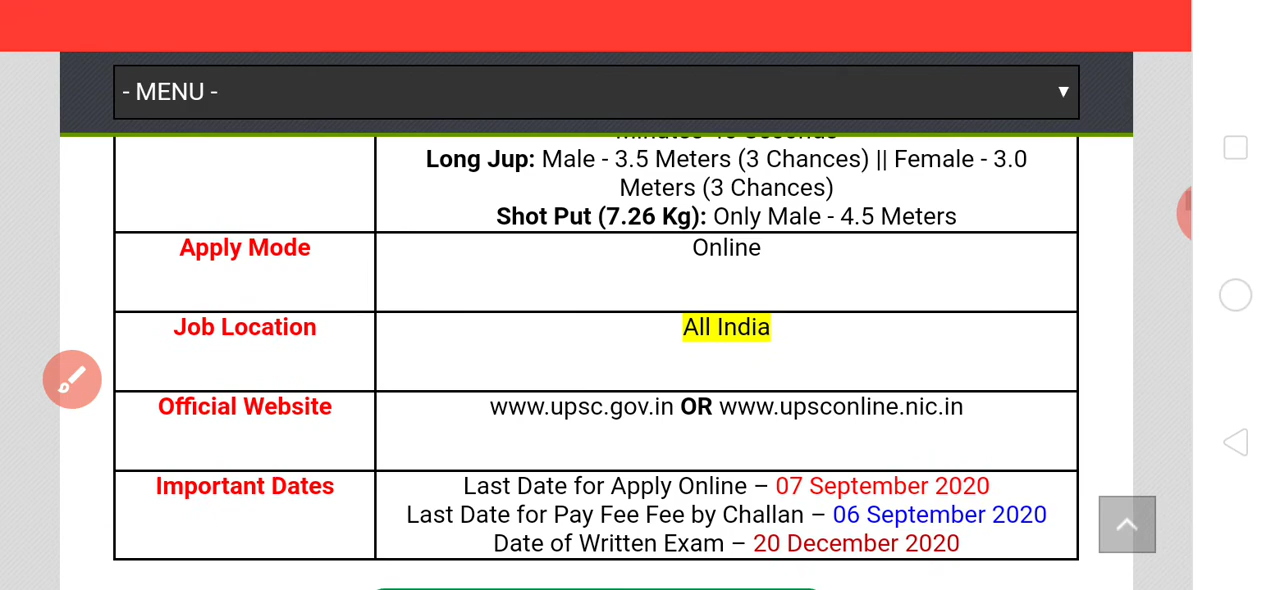 - MENU - ▼
Long Jup: Male - 3.5 Meters (3 Chances) || Female - 3.0
Meters (3 Chances)
Shot Put (7.26 Kg): Only Male - 4.5 Meters
Apply Mode Online
Job Location All India
Official Website www.upsc.gov.in OR www.upsconline.nic.in
Important Dates Last Date for Apply Online – 07 September 2020
Last Date for Pay Fee Fee by Challan – 06 September 2020
Date of Written Exam – 20 December 2020